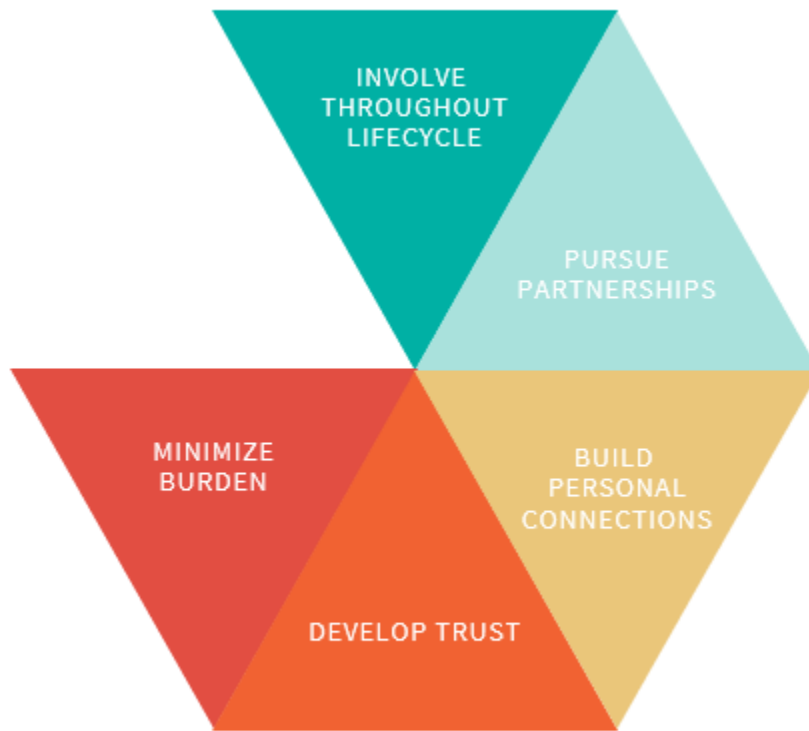 INVOLVE
THROUGHOUT
LIFECYCLE
PURSUE
PARTNERSHIPS
BUILD
PERSONAL
CONNECTIONS
DEVELOP TRUST
MINIMIZE
BURDEN